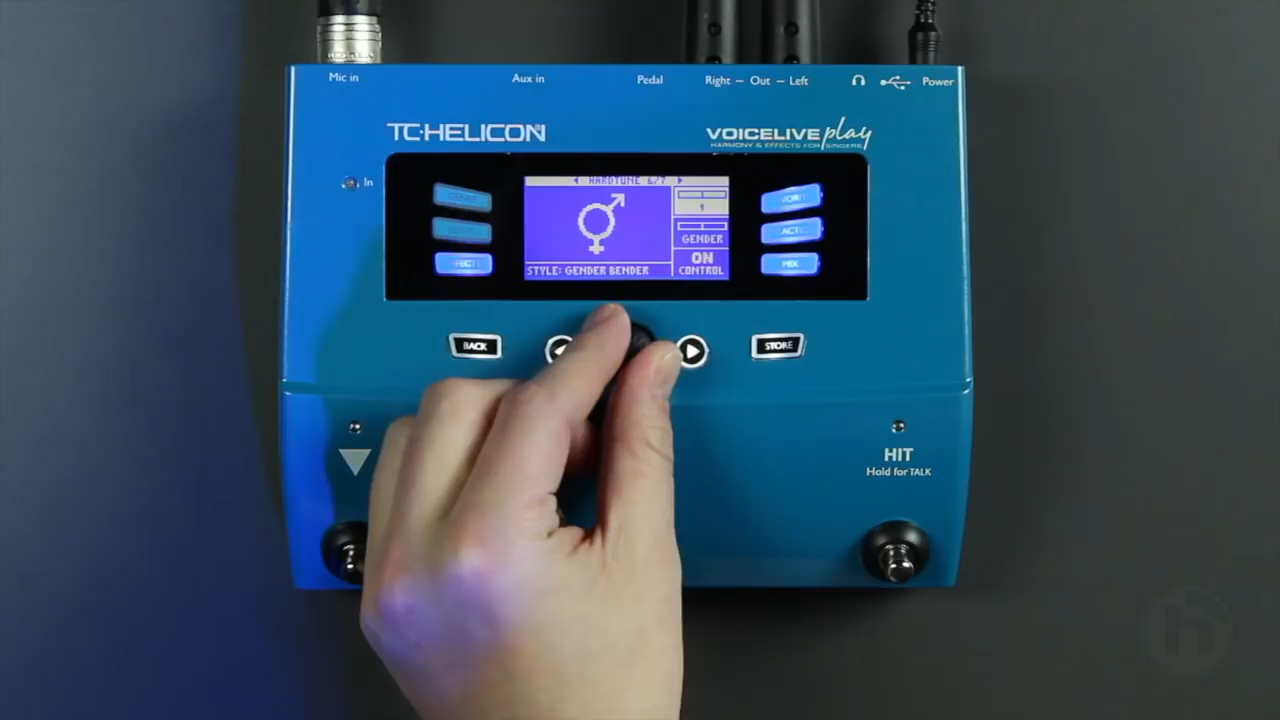 Mic in
Aux in
Pedal
Right – Out – Left
Power
TC·HELICON
VOICELIVE play
HARMONY & EFFECTS FOR SINGERS
In
HARDTUNE 6/7
GENDER
STYLE: GENDER BENDER
ON
CONTROL
MIX
BACK
STORE
HIT
Hold for TALK